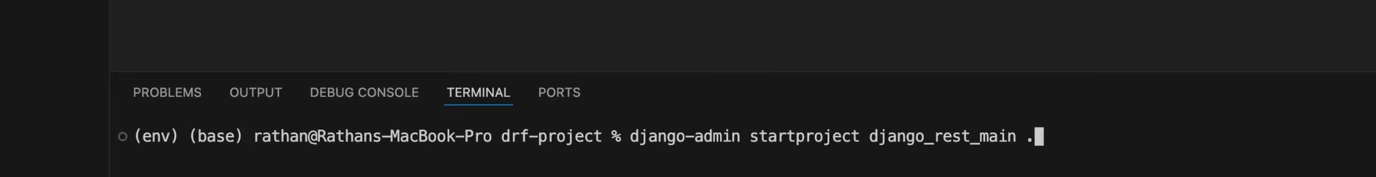 PROBLEMS OUTPUT DEBUG CONSOLE TERMINAL PORTS
(env) (base) rathan@Rathans-MacBook-Pro drf-project % django-admin startproject django_rest_main .